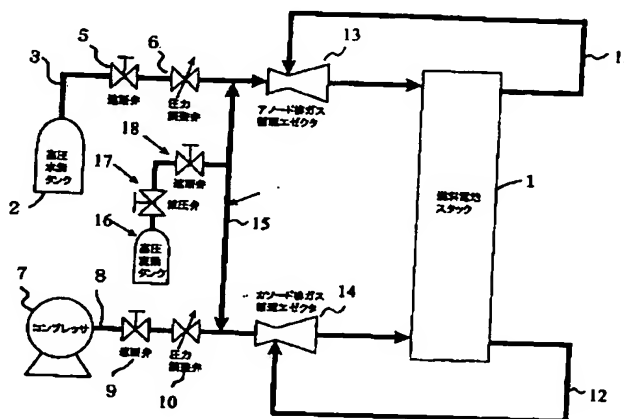 13
5
6
3
11
遮断弁
圧力
調整弁
アノード排ガス
循環エゼクタ
18
高圧
水素
タンク
17
遮断弁
2
減圧弁
1
燃料電池
スタック
16
15
高圧
窒素
タンク
カソード排ガス
循環エゼクタ
14
7
8
コンプレッサ
遮断弁
圧力
調整弁
9
10
12